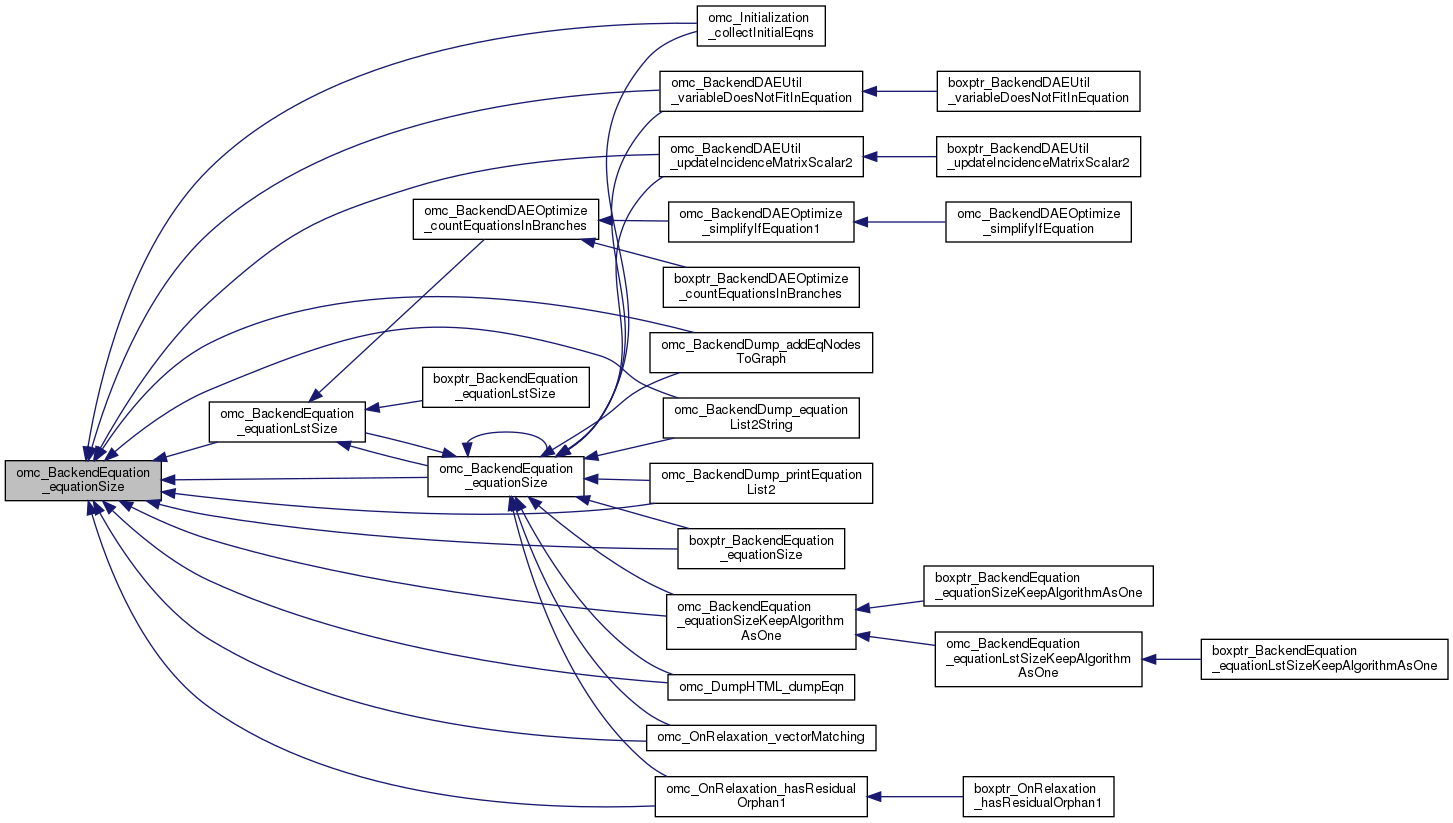 omc_Initialization
_collectInitialEqns
omc_BackendDAEUtil
_variableDoesNotFitInEquation
boxptr_BackendDAEUtil
_variableDoesNotFitInEquation
omc_BackendDAEUtil
_updateIncidenceMatrixScalar2
boxptr_BackendDAEUtil
_updateIncidenceMatrixScalar2
omc_BackendDAEOptimize
_countEquationsInBranches
omc_BackendDAEOptimize
_simplifyIfEquation1
omc_BackendDAEOptimize
_simplifyIfEquation
boxptr_BackendDAEOptimize
_countEquationsInBranches
omc_BackendDump_addEqNodes
ToGraph
boxptr_BackendEquation
_equationLstSize
omc_BackendEquation
_equationLstSize
omc_BackendDump_equation
List2String
omc_BackendEquation
_equationSize
omc_BackendEquation
_equationSize
omc_BackendDump_printEquation
List2
boxptr_BackendEquation
_equationSize
omc_BackendEquation
_equationSizeKeepAlgorithm
AsOne
boxptr_BackendEquation
_equationSizeKeepAlgorithmAsOne
omc_BackendEquation
_equationLstSizeKeepAlgorithm
AsOne
boxptr_BackendEquation
_equationLstSizeKeepAlgorithmAsOne
omc_DumpHTML_dumpEqn
omc_OnRelaxation_vectorMatching
omc_OnRelaxation_hasResidual
Orphan1
boxptr_OnRelaxation
_hasResidualOrphan1